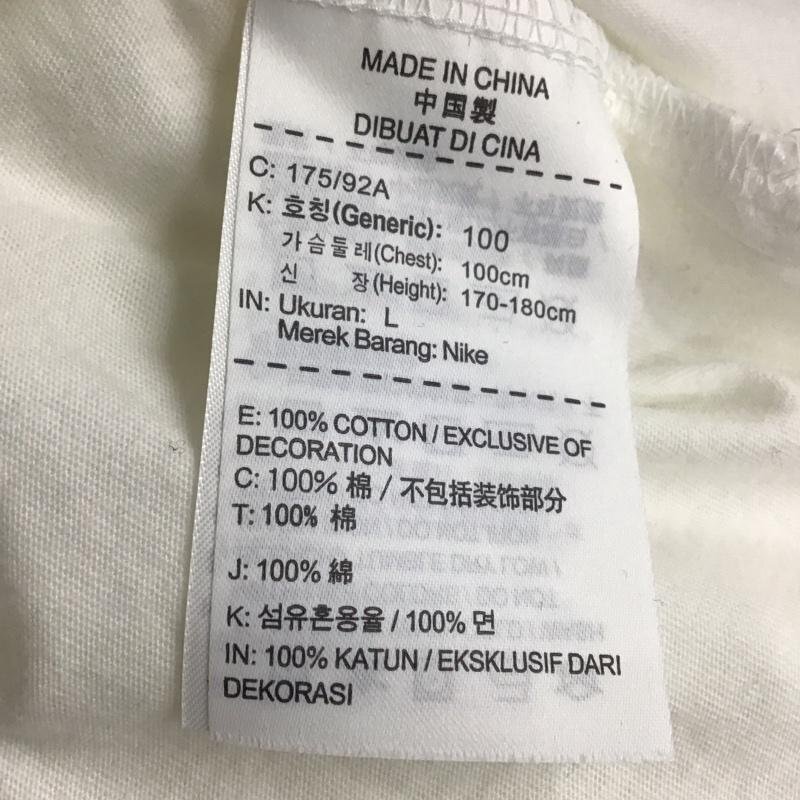 MADE IN CHINA
中国製
DIBUAT DI CINA
C: 175/92A
K: 호칭(Generic): 100
가슴둘레(Chest): 100cm
신 장(Height): 170-180cm
IN: Ukuran: L
Merek Barang: Nike
E: 100% COTTON / EXCLUSIVE OF
DECORATION
C: 100% 棉 / 不包括装饰部分
T: 100% 棉
J: 100% 綿
K: 섬유혼용율 / 100% 면
IN: 100% KATUN / EKSKLUSIF DARI
DEKORASI